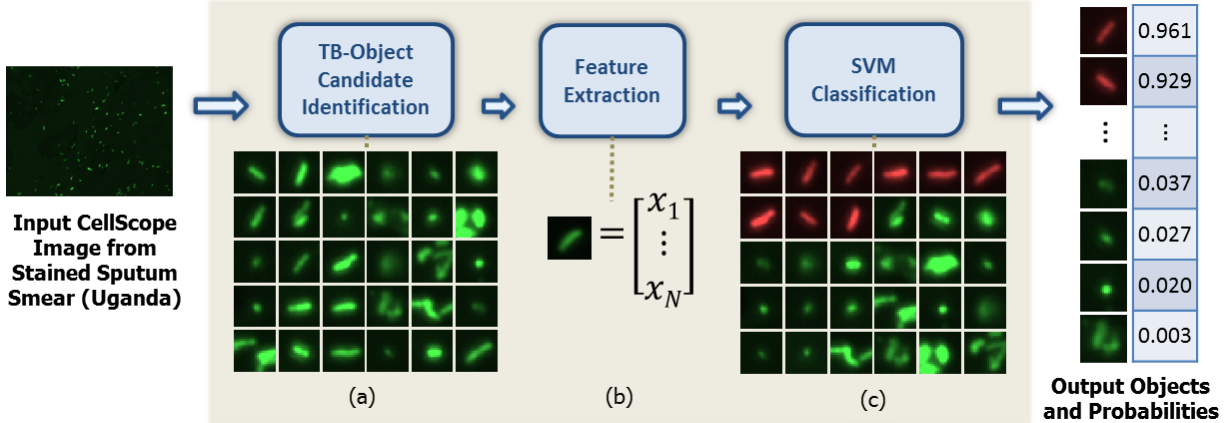 Input CellScope
Image from
Stained Sputum
Smear (Uganda)
TB-Object
Candidate
Identification
(a)
Feature
Extraction
= [x₁
⋮
x_N]
(b)
SVM
Classification
(c)
0.961
0.929
⋮ ⋮
0.037
0.027
0.020
0.003
Output Objects
and Probabilities